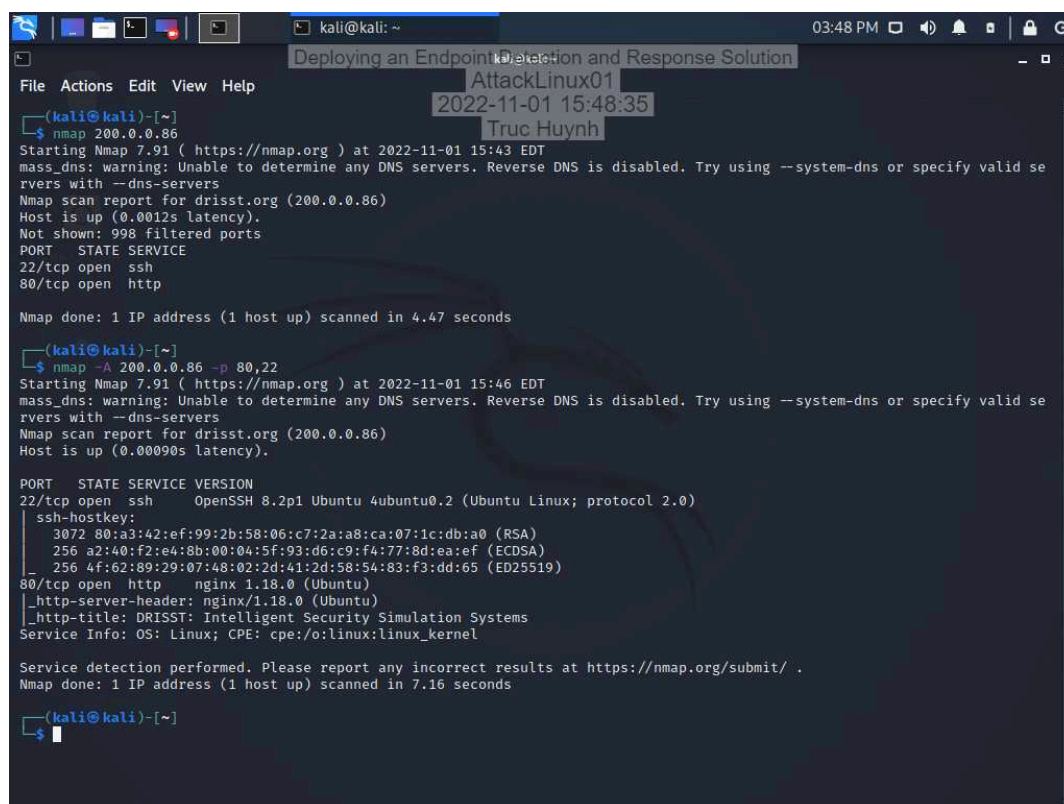 kali@kali: ~
03:48 PM
Deploying an Endpoint Detection and Response Solution
AttackLinux01
2022-11-01 15:48:35
Truc Huynh
File Actions Edit View Help
┌──(kali㉿kali)-[~]
└─$ nmap 200.0.0.86
Starting Nmap 7.91 ( https://nmap.org ) at 2022-11-01 15:43 EDT
mass_dns: warning: Unable to determine any DNS servers. Reverse DNS is disabled. Try using --system-dns or specify valid se
rvers with --dns-servers
Nmap scan report for drisst.org (200.0.0.86)
Host is up (0.0012s latency).
Not shown: 998 filtered ports
PORT   STATE SERVICE
22/tcp open  ssh
80/tcp open  http
Nmap done: 1 IP address (1 host up) scanned in 4.47 seconds
┌──(kali㉿kali)-[~]
└─$ nmap -A 200.0.0.86 -p 80,22
Starting Nmap 7.91 ( https://nmap.org ) at 2022-11-01 15:46 EDT
mass_dns: warning: Unable to determine any DNS servers. Reverse DNS is disabled. Try using --system-dns or specify valid se
rvers with --dns-servers
Nmap scan report for drisst.org (200.0.0.86)
Host is up (0.00090s latency).
PORT   STATE SERVICE VERSION
22/tcp open  ssh     OpenSSH 8.2p1 Ubuntu 4ubuntu0.2 (Ubuntu Linux; protocol 2.0)
| ssh-hostkey:
|   3072 80:a3:42:ef:99:2b:58:06:c7:2a:a8:ca:07:1c:db:a0 (RSA)
|   256 a2:40:f2:e4:8b:00:04:5f:93:d6:c9:f4:77:8d:ea:ef (ECDSA)
|_  256 4f:62:89:29:07:48:02:2d:41:2d:58:54:83:f3:dd:65 (ED25519)
80/tcp open  http    nginx 1.18.0 (Ubuntu)
|_http-server-header: nginx/1.18.0 (Ubuntu)
|_http-title: DRISST: Intelligent Security Simulation Systems
Service Info: OS: Linux; CPE: cpe:/o:linux:linux_kernel
Service detection performed. Please report any incorrect results at https://nmap.org/submit/ .
Nmap done: 1 IP address (1 host up) scanned in 7.16 seconds
┌──(kali㉿kali)-[~]
└─$